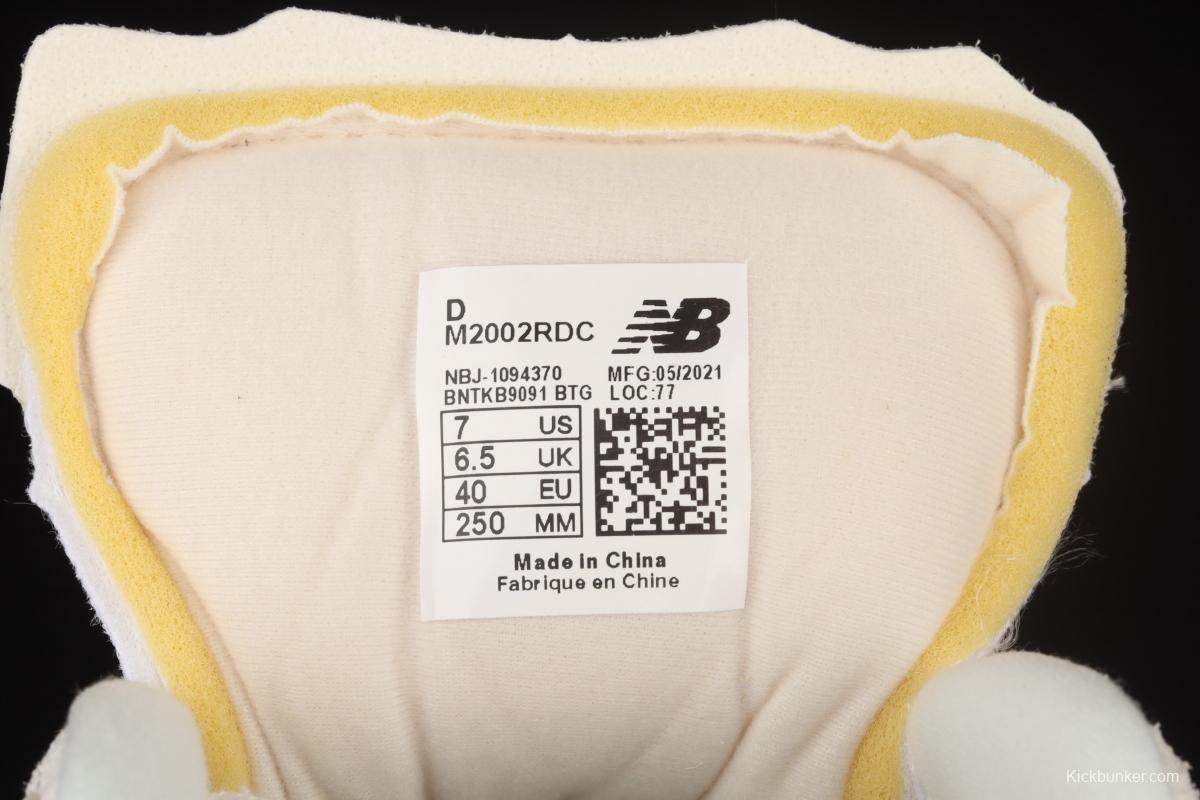 D
M2002RDC
NB
NBJ-1094370 MFG:05/2021
BNTKB9091 BTG LOC:77
7 US
6.5 UK
40 EU
250 MM
Made in China
Fabrique en Chine
Kickbunker.com